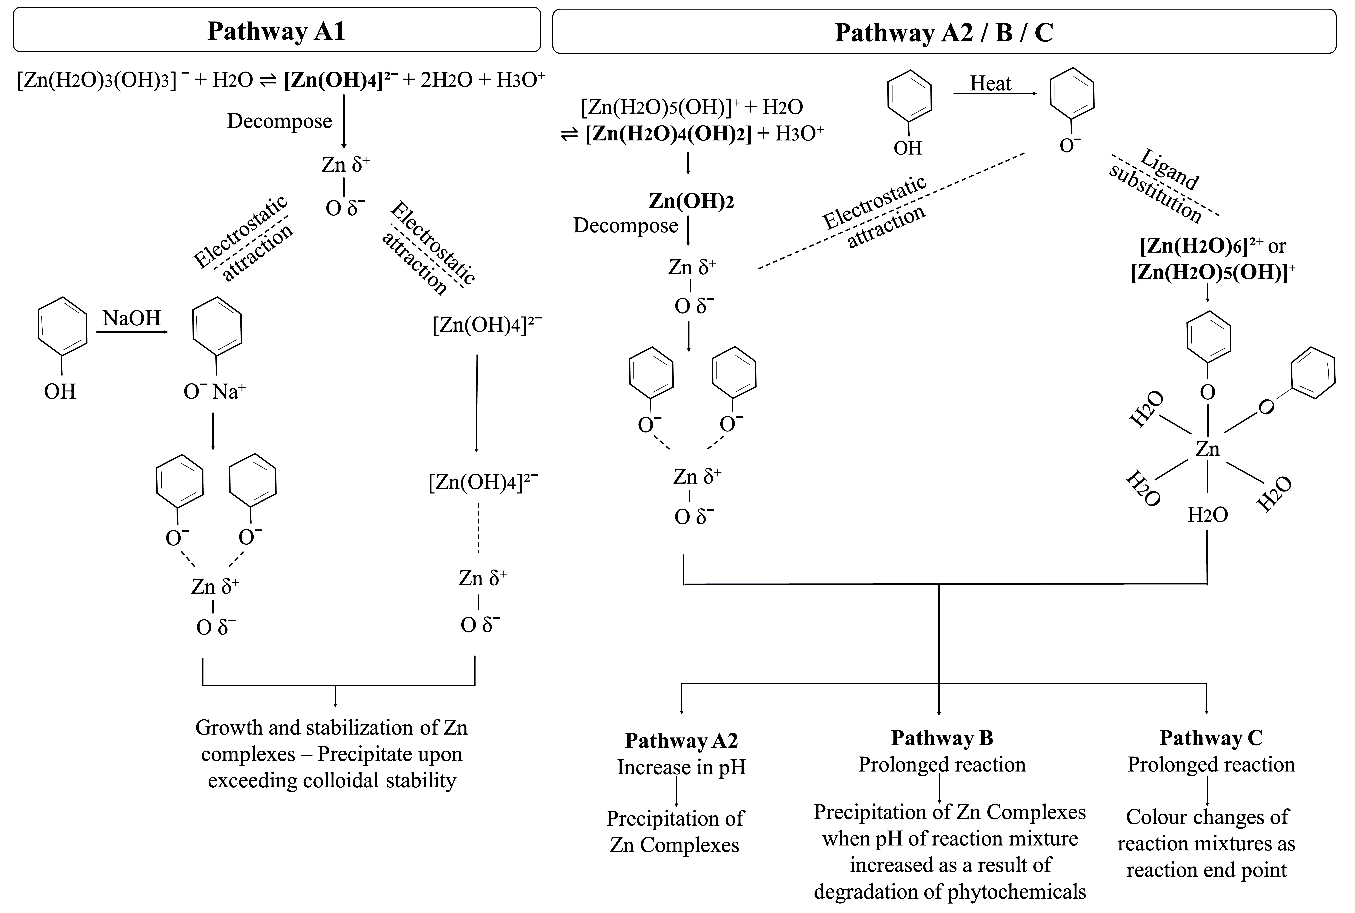 Pathway A1
[Zn(H2O)3(OH)3]⁻ + H2O ⇌ [Zn(OH)4]²⁻ + 2H2O + H3O⁺
Decompose
Zn δ⁺
O δ⁻
Electrostatic
attraction
Electrostatic
attraction
OH
NaOH
O⁻ Na⁺
[Zn(OH)4]²⁻
O⁻
O⁻
Zn δ⁺
O δ⁻
[Zn(OH)4]²⁻
Zn δ⁺
O δ⁻
Growth and stabilization of Zn
complexes – Precipitate upon
exceeding colloidal stability
Pathway A2 / B / C
[Zn(H2O)5(OH)]⁺ + H2O
⇌ [Zn(H2O)4(OH)2] + H3O⁺
Zn(OH)2
Decompose
Zn δ⁺
O δ⁻
OH
Heat
O⁻
Electrostatic
attraction
Ligand
substitution
O⁻
O⁻
Zn δ⁺
O δ⁻
[Zn(H2O)6]²⁺ or
[Zn(H2O)5(OH)]⁺
O
O
H2O
Zn
H2O
H2O
H2O
Pathway A2
Increase in pH
Precipitation of
Zn Complexes
Pathway B
Prolonged reaction
Precipitation of Zn Complexes
when pH of reaction mixture
increased as a result of
degradation of phytochemicals
Pathway C
Prolonged reaction
Colour changes of
reaction mixtures as
reaction end point